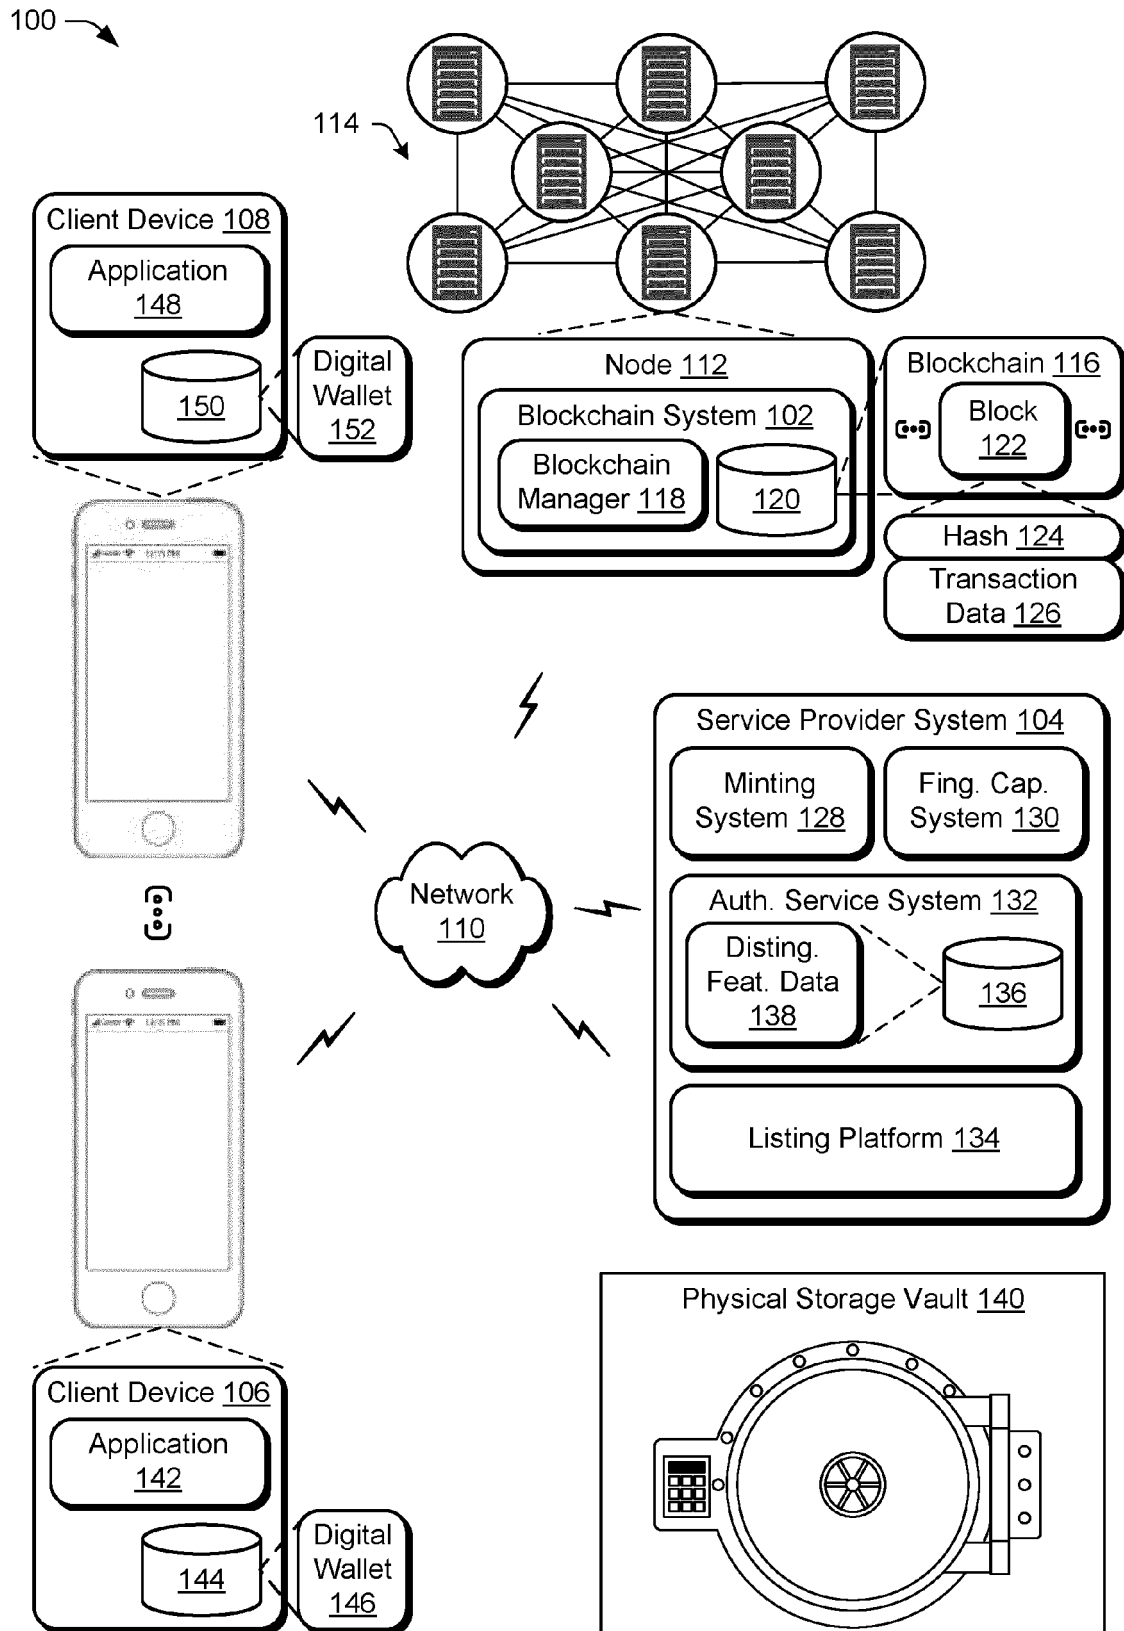 100
114
Client Device 108
Application
148
150
Digital
Wallet
152
Node 112
Blockchain System 102
Blockchain
Manager 118
120
Blockchain 116
Block
122
Hash 124
Transaction
Data 126
Service Provider System 104
Minting
System 128
Fing. Cap.
System 130
Network
110
Auth. Service System 132
Disting.
Feat. Data
138
136
Listing Platform 134
Physical Storage Vault 140
Client Device 106
Application
142
144
Digital
Wallet
146